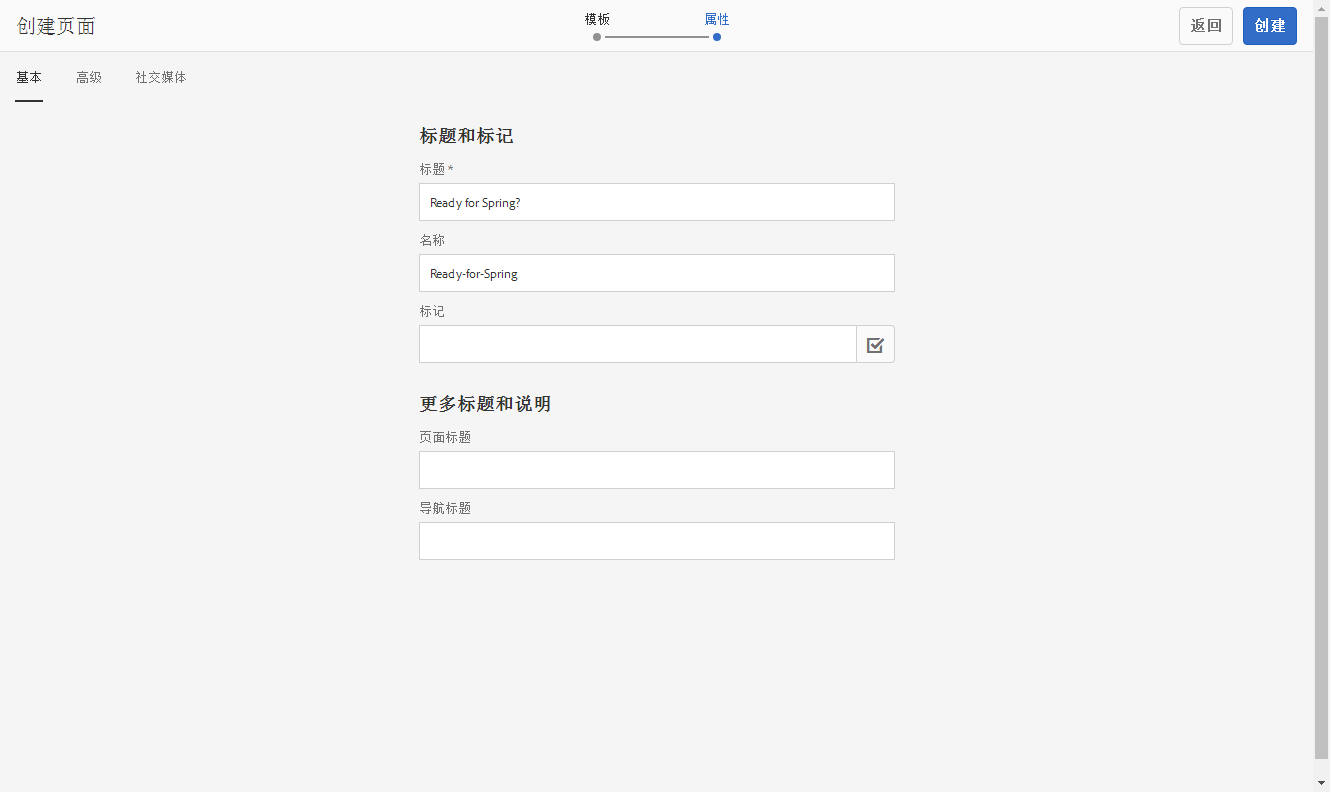 创建页面
模板
属性
返回
创建
基本
高级
社交媒体
标题和标记
标题 *
Ready for Spring?
名称
Ready-for-Spring
标记
更多标题和说明
页面标题
导航标题